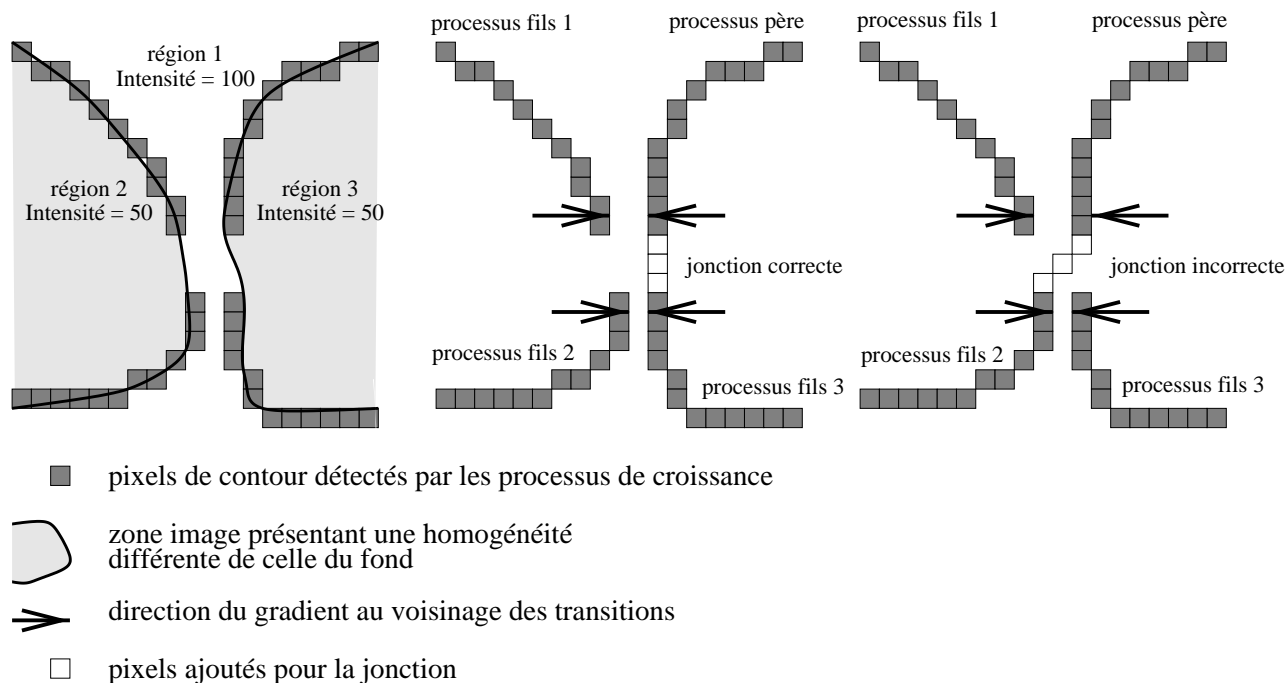 région 1
Intensité = 100
région 2
Intensité = 50
région 3
Intensité = 50
processus fils 1
processus père
jonction correcte
processus fils 2
processus fils 3
processus fils 1
processus père
jonction incorrecte
processus fils 2
processus fils 3
pixels de contour détectés par les processus de croissance
zone image présentant une homogénéité
différente de celle du fond
direction du gradient au voisinage des transitions
pixels ajoutés pour la jonction